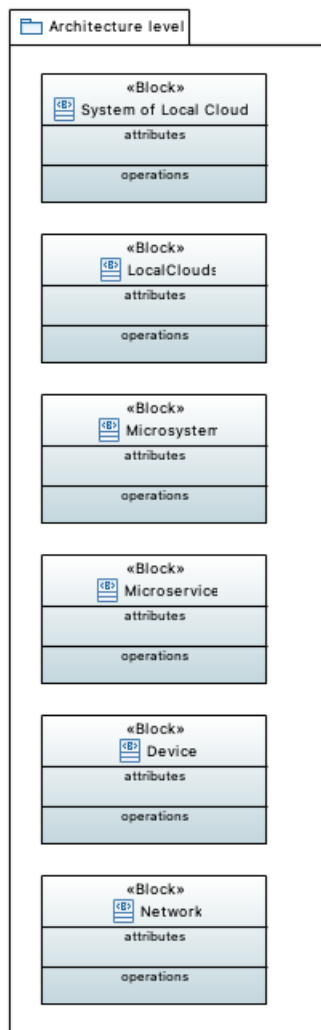 Architecture level
«Block»
System of Local Cloud
attributes
operations
«Block»
LocalClouds
attributes
operations
«Block»
Microsystem
attributes
operations
«Block»
Microservice
attributes
operations
«Block»
Device
attributes
operations
«Block»
Network
attributes
operations